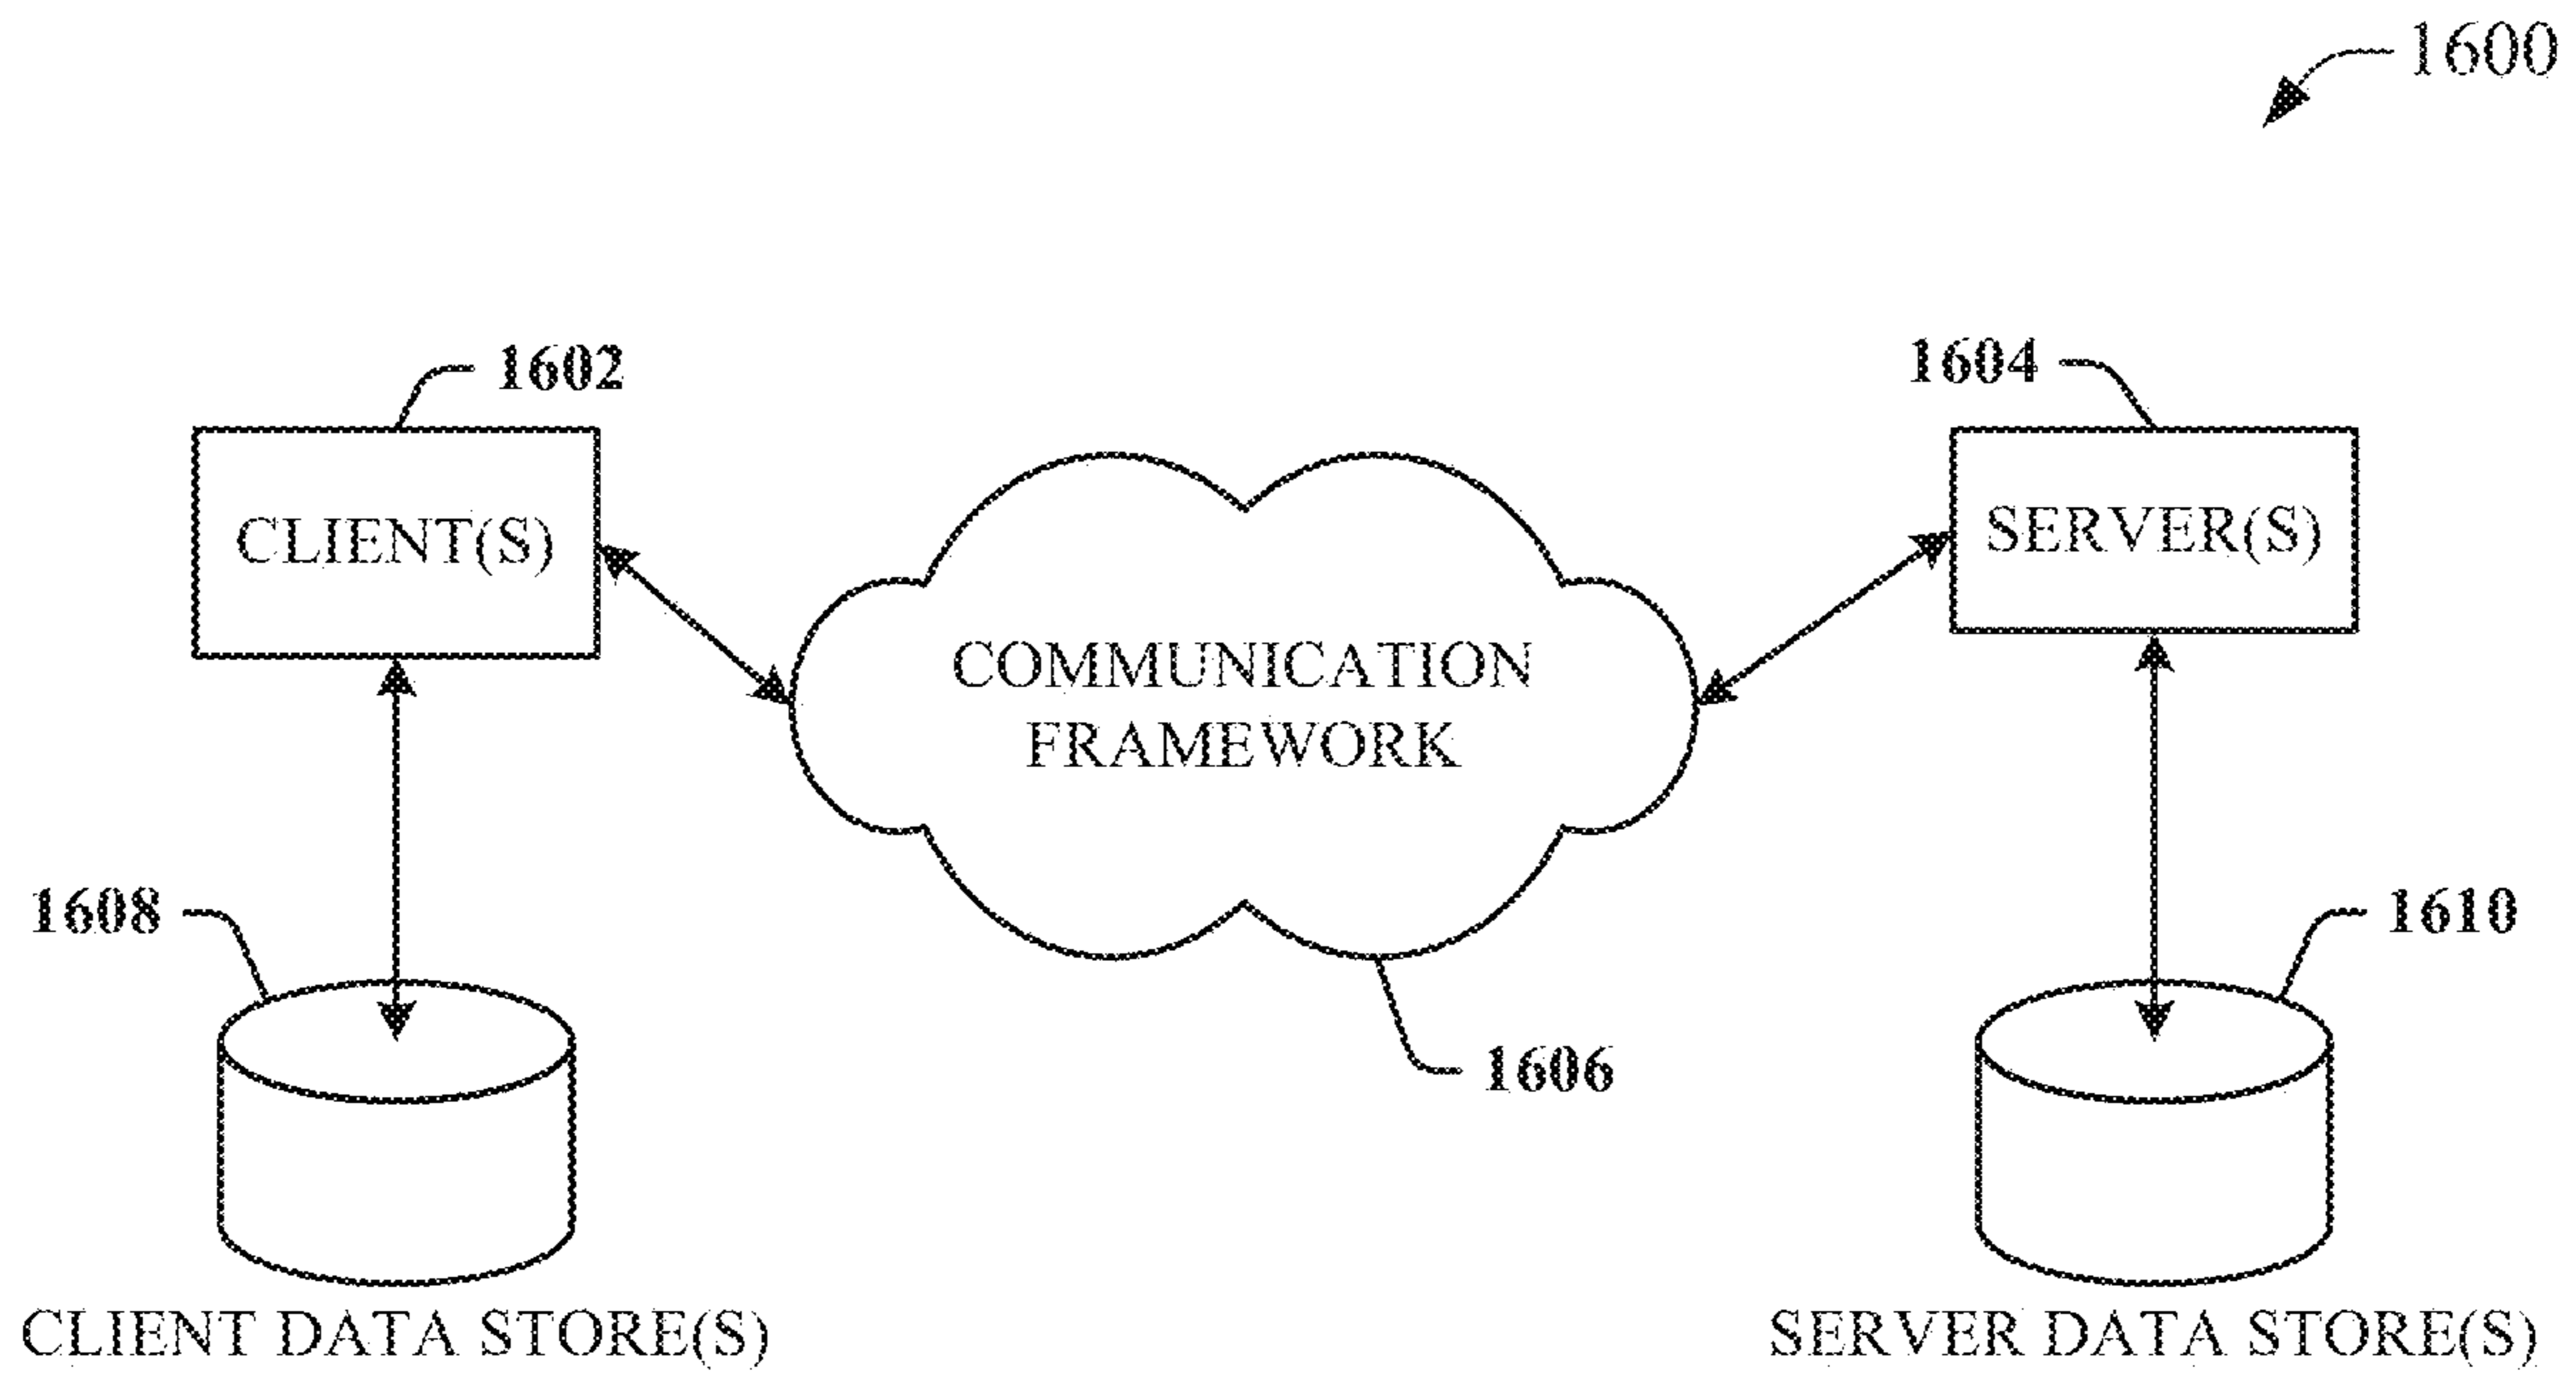 1600
1602
1604
CLIENT(S)
SERVER(S)
COMMUNICATION
FRAMEWORK
1608
1610
1606
CLIENT DATA STORE(S)
SERVER DATA STORE(S)